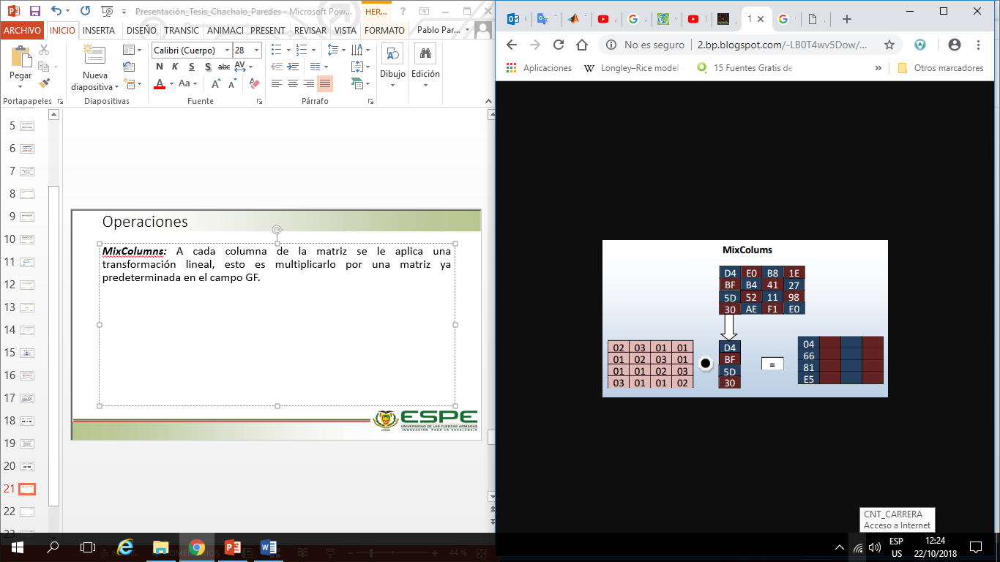 Presentación_Tesis_Chachalo_Paredes - Microsoft Pow...
HER...
ARCHIVO INICIO INSERTA DISEÑO TRANSIC ANIMACI PRESENT REVISAR VISTA FORMATO Pablo Par...
Calibri (Cuerpo) 28
Pegar
Nueva
diapositiva
N K S S abc AV
A Aa A A
Dibujo
Edición
Portapapeles Diapositivas Fuente Párrafo
5
6
7
8
9
10
11
12
13
14
15
16
17
18
19
20
21
22
23
Operaciones
MixColumns: A cada columna de la matriz se le aplica una
transformación lineal, esto es multiplicarlo por una matriz ya
predeterminada en el campo GF.
ESPE
UNIVERSIDAD DE LAS FUERZAS ARMADAS
INNOVACIÓN PARA LA EXCELENCIA
44 %
1
No es seguro 2.bp.blogspot.com/-LB0T4wv5Dow/...
Aplicaciones Longley–Rice model 15 Fuentes Gratis de » Otros marcadores
MixColums
D4 E0 B8 1E
BF B4 41 27
5D 52 11 98
30 AE F1 E0
02 03 01 01 D4 04
01 02 03 01 BF 66
01 01 02 03 5D = 81
03 01 01 02 30 E5
CNT_CARRERA
Acceso a Internet
ESP
US
12:24
22/10/2018